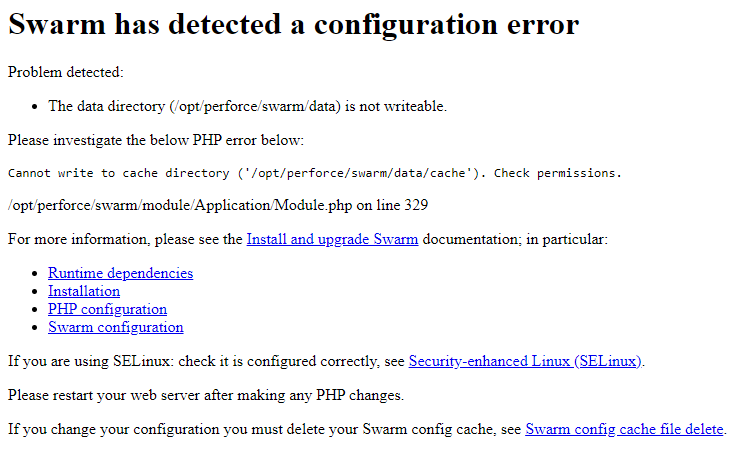 Swarm has detected a configuration error
Problem detected:
• The data directory (/opt/perforce/swarm/data) is not writeable.
Please investigate the below PHP error below:
Cannot write to cache directory ('/opt/perforce/swarm/data/cache'). Check permissions.
/opt/perforce/swarm/module/Application/Module.php on line 329
For more information, please see the Install and upgrade Swarm documentation; in particular:
• Runtime dependencies
• Installation
• PHP configuration
• Swarm configuration
If you are using SELinux: check it is configured correctly, see Security-enhanced Linux (SELinux).
Please restart your web server after making any PHP changes.
If you change your configuration you must delete your Swarm config cache, see Swarm config cache file delete.